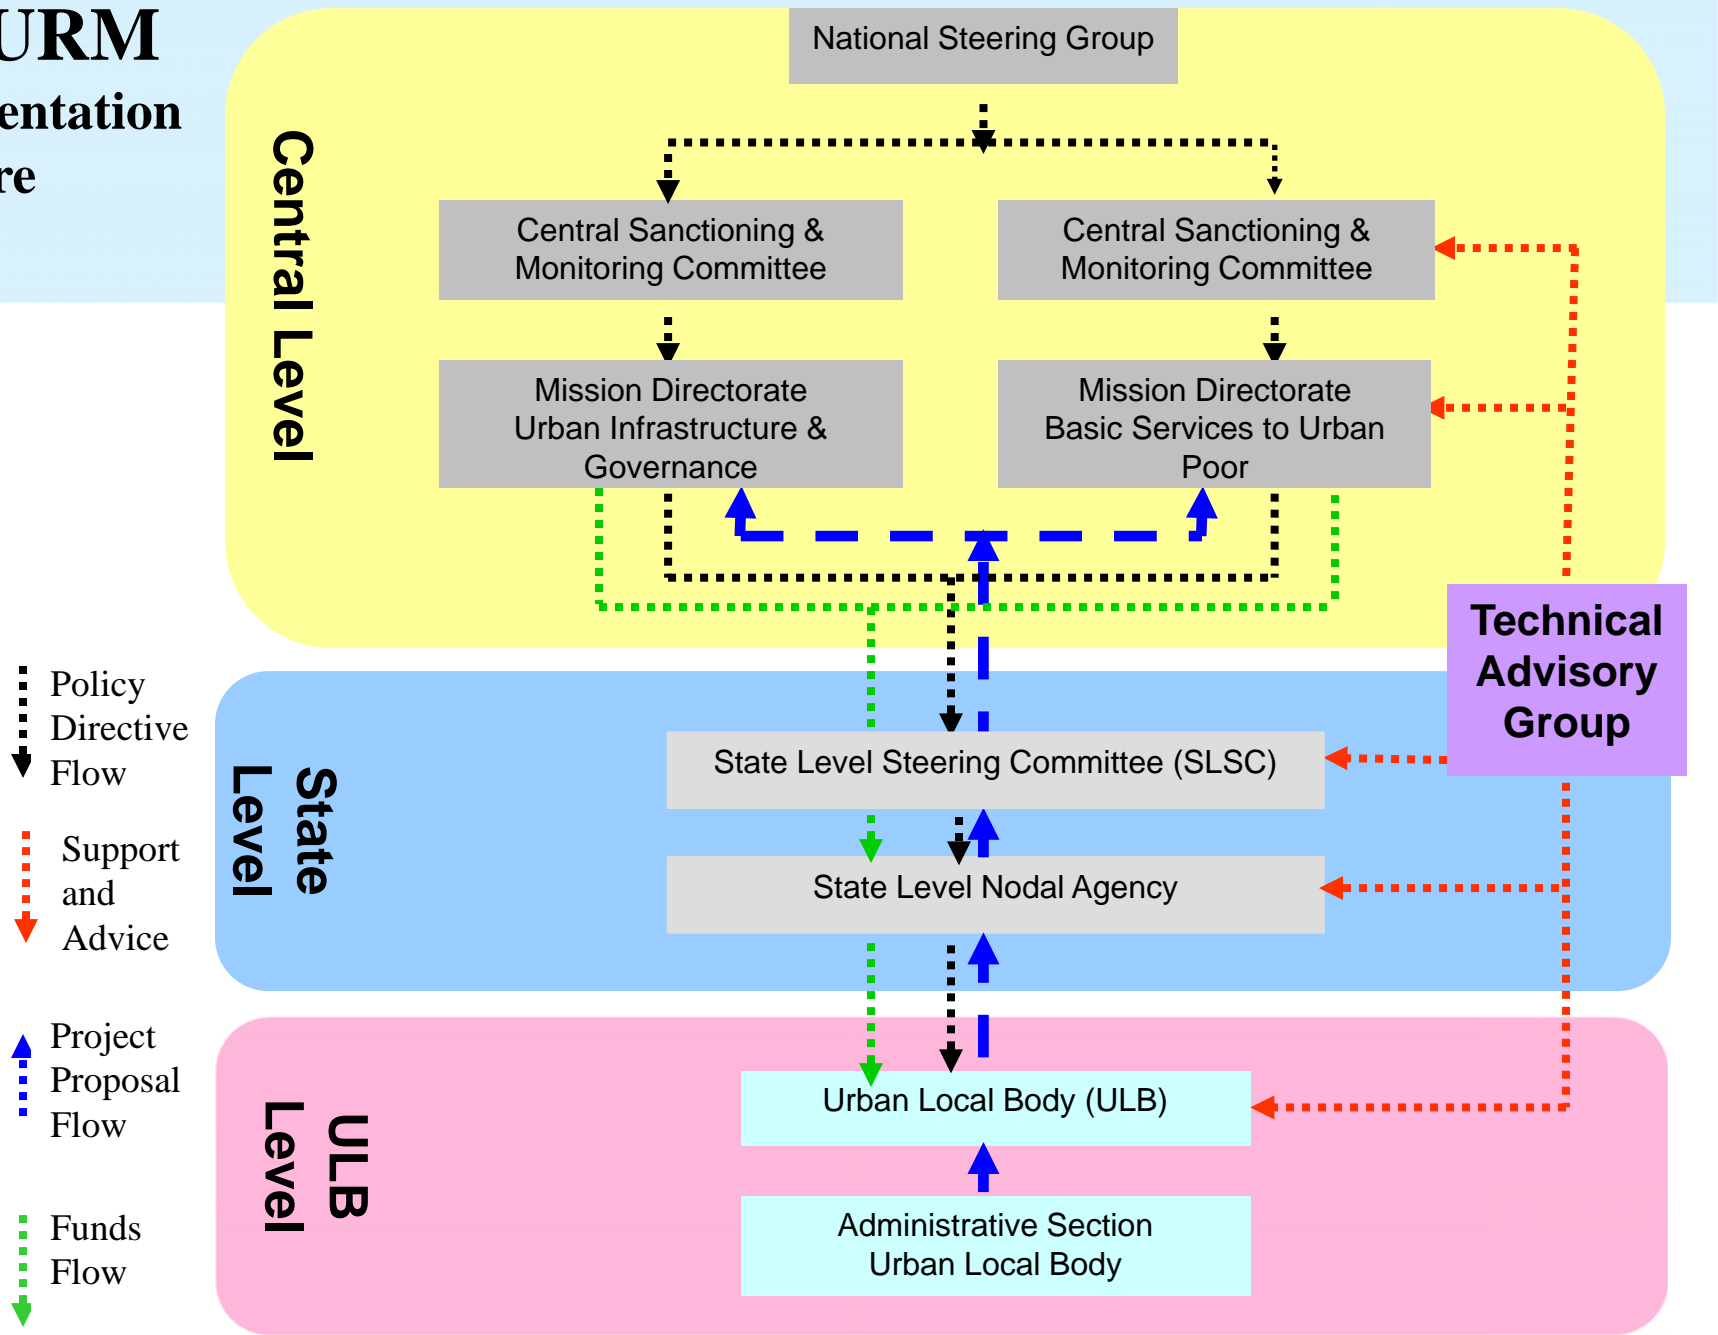 URM
entation
re
National Steering Group
Central Level
Central Sanctioning &
Monitoring Committee
Central Sanctioning &
Monitoring Committee
Mission Directorate
Urban Infrastructure &
Governance
Mission Directorate
Basic Services to Urban
Poor
Technical
Advisory
Group
Policy
Directive
Flow
Support
and
Advice
Project
Proposal
Flow
Funds
Flow
State
Level
State Level Steering Committee (SLSC)
State Level Nodal Agency
ULB
Level
Urban Local Body (ULB)
Administrative Section
Urban Local Body